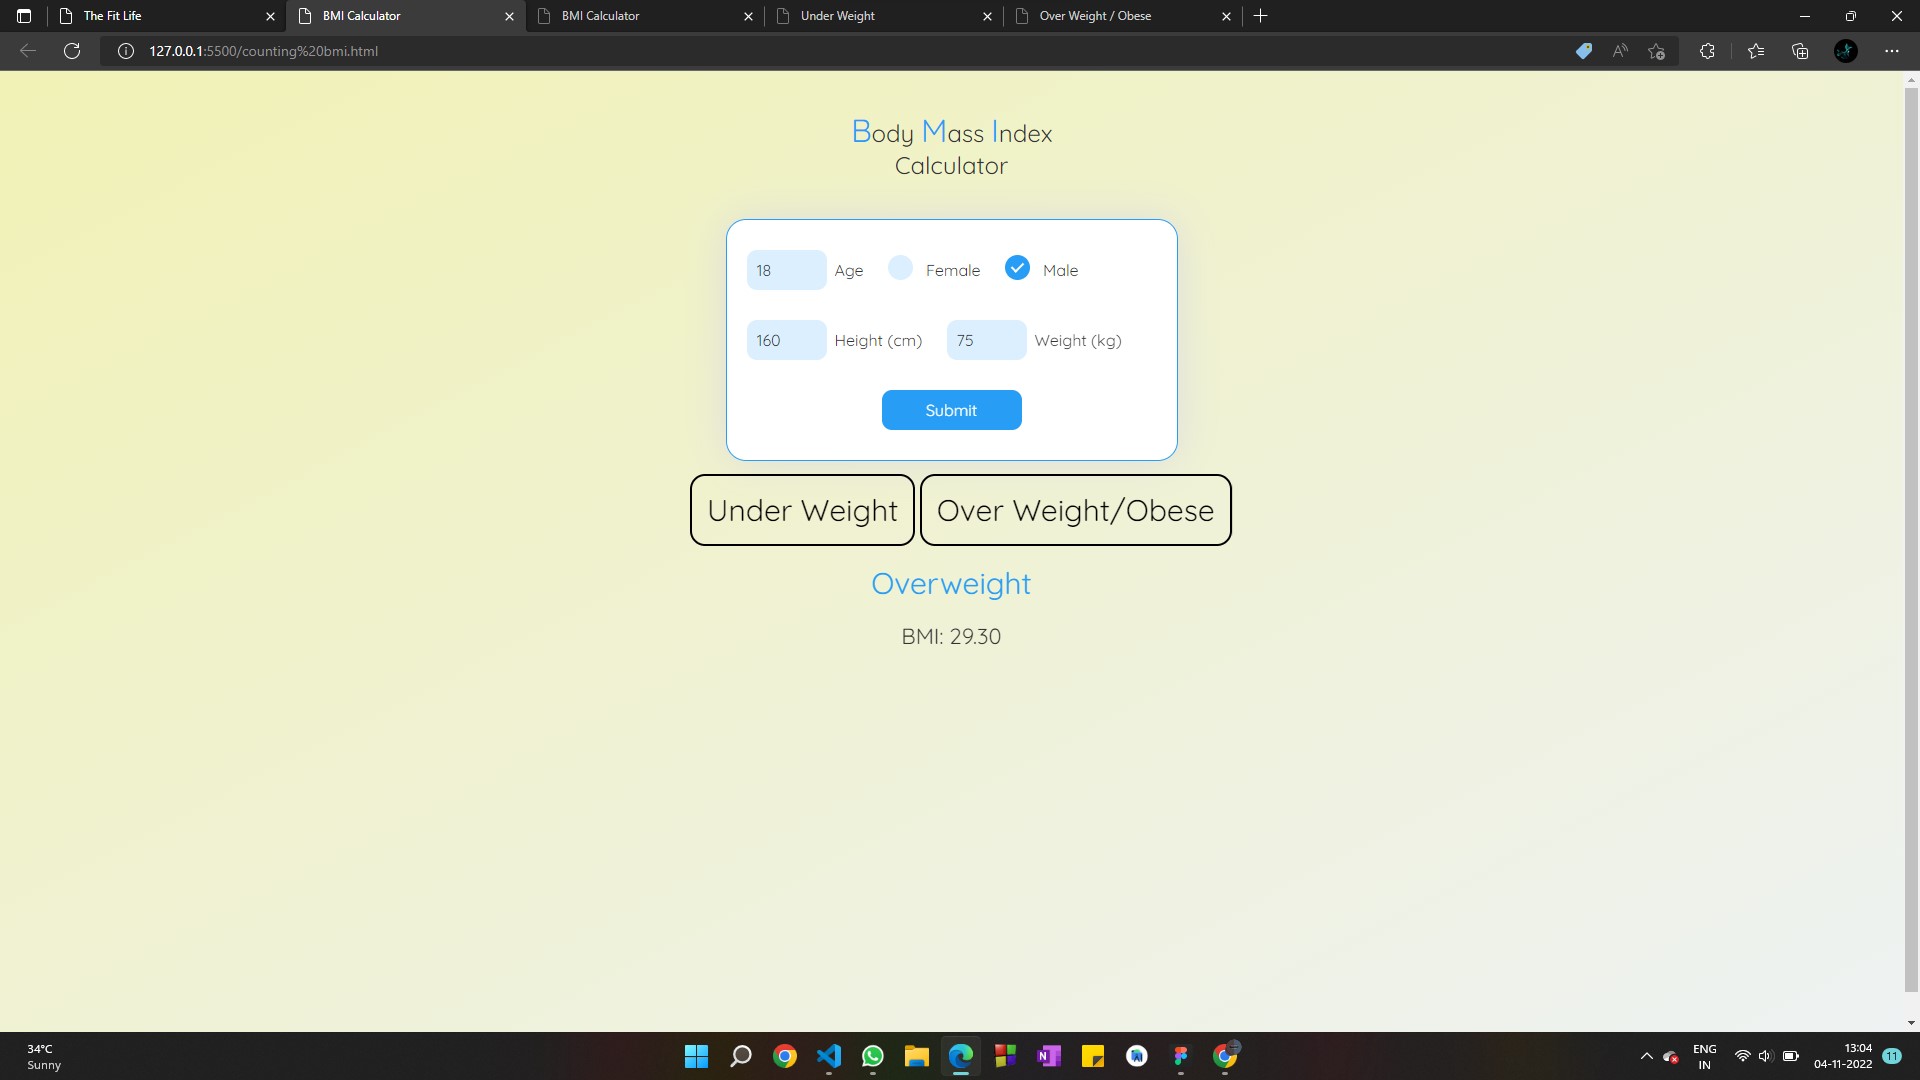 The Fit Life
BMI Calculator
BMI Calculator
Under Weight
Over Weight / Obese
127.0.0.1:5500/counting%20bmi.html
Body Mass Index
Calculator
18 Age Female Male
160 Height (cm) 75 Weight (kg)
Submit
Under Weight Over Weight/Obese
Overweight
BMI: 29.30
34°C
Sunny
ENG
IN
13:04
04-11-2022
11